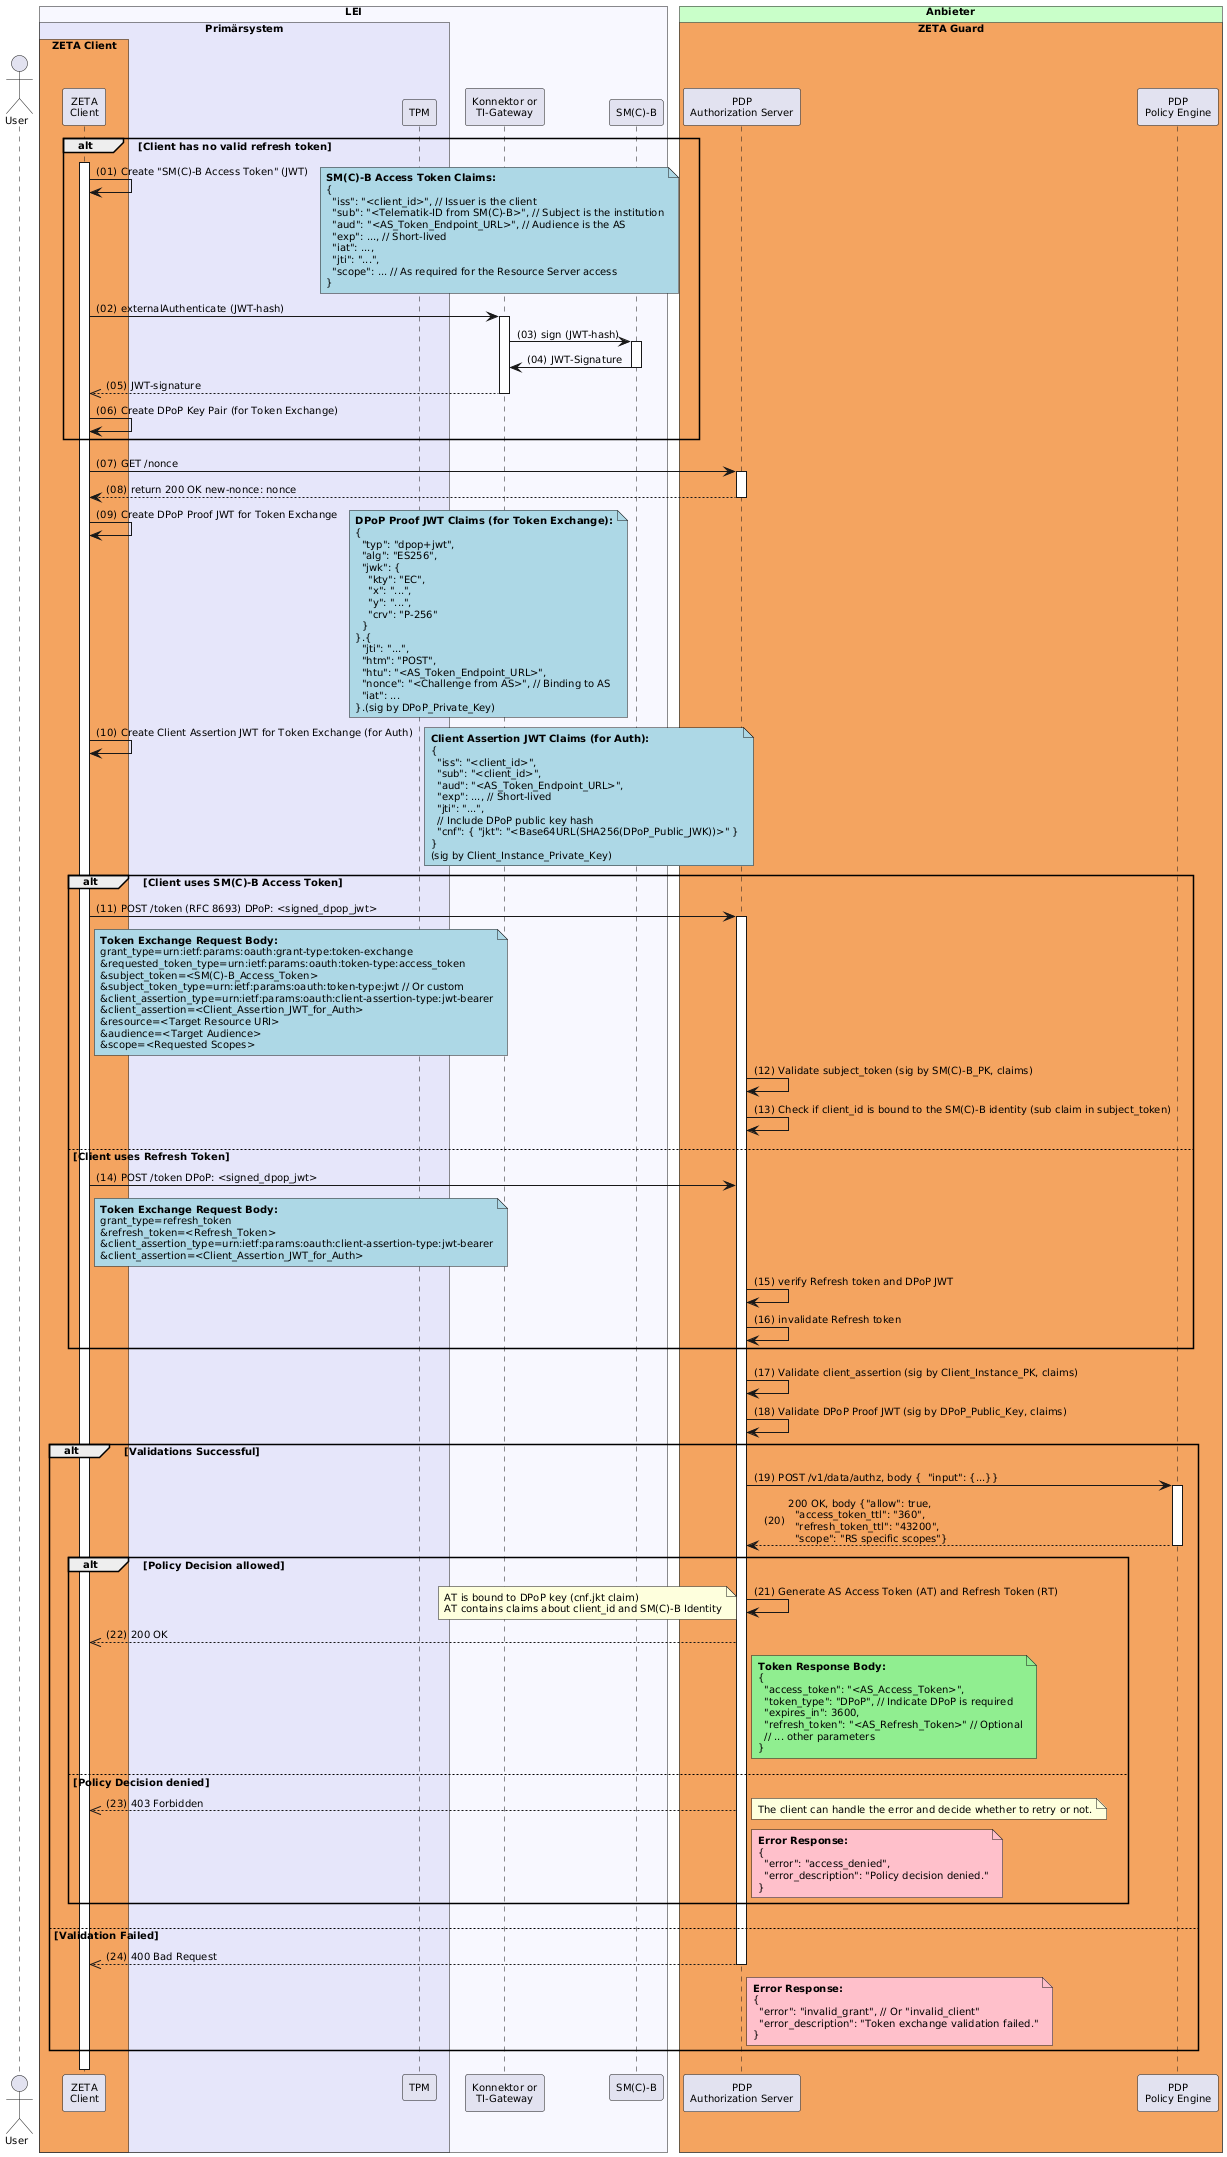 LEI
Anbieter
Primärsystem
ZETA Guard
ZETA Client
User
ZETA
Client
TPM
Konnektor or
TI-Gateway
SM(C)-B
PDP
Authorization Server
PDP
Policy Engine
alt
[Client has no valid refresh token]
(01) Create "SM(C)-B Access Token" (JWT)
SM(C)-B Access Token Claims:
{
"iss": "<client_id>", // Issuer is the client
"sub": "<Telematik-ID from SM(C)-B>", // Subject is the institution
"aud": "<AS_Token_Endpoint_URL>", // Audience is the AS
"exp": ..., // Short-lived
"iat": ...,
"jti": "...",
"scope": ... // As required for the Resource Server access
}
(02) externalAuthenticate (JWT-hash)
(03) sign (JWT-hash)
(04) JWT-Signature
(05) JWT-signature
(06) Create DPoP Key Pair (for Token Exchange)
(07) GET /nonce
(08) return 200 OK new-nonce: nonce
(09) Create DPoP Proof JWT for Token Exchange
DPoP Proof JWT Claims (for Token Exchange):
{
"typ": "dpop+jwt",
"alg": "ES256",
"jwk": {
"kty": "EC",
"x": "...",
"y": "...",
"crv": "P-256"
}
}.{
"jti": "...",
"htm": "POST",
"htu": "<AS_Token_Endpoint_URL>",
"nonce": "<Challenge from AS>", // Binding to AS
"iat": ...
}.(sig by DPoP_Private_Key)
(10) Create Client Assertion JWT for Token Exchange (for Auth)
Client Assertion JWT Claims (for Auth):
{
"iss": "<client_id>",
"sub": "<client_id>",
"aud": "<AS_Token_Endpoint_URL>",
"exp": ..., // Short-lived
"jti": "...",
// Include DPoP public key hash
"cnf": { "jkt": "<Base64URL(SHA256(DPoP_Public_JWK))>" }
}
(sig by Client_Instance_Private_Key)
alt
[Client uses SM(C)-B Access Token]
(11) POST /token (RFC 8693) DPoP: <signed_dpop_jwt>
Token Exchange Request Body:
grant_type=urn:ietf:params:oauth:grant-type:token-exchange
&requested_token_type=urn:ietf:params:oauth:token-type:access_token
&subject_token=<SM(C)-B_Access_Token>
&subject_token_type=urn:ietf:params:oauth:token-type:jwt // Or custom
&client_assertion_type=urn:ietf:params:oauth:client-assertion-type:jwt-bearer
&client_assertion=<Client_Assertion_JWT_for_Auth>
&resource=<Target Resource URI>
&audience=<Target Audience>
&scope=<Requested Scopes>
(12) Validate subject_token (sig by SM(C)-B_PK, claims)
(13) Check if client_id is bound to the SM(C)-B identity (sub claim in subject_token)
[Client uses Refresh Token]
(14) POST /token DPoP: <signed_dpop_jwt>
Token Exchange Request Body:
grant_type=refresh_token
&refresh_token=<Refresh_Token>
&client_assertion_type=urn:ietf:params:oauth:client-assertion-type:jwt-bearer
&client_assertion=<Client_Assertion_JWT_for_Auth>
(15) verify Refresh token and DPoP JWT
(16) invalidate Refresh token
(17) Validate client_assertion (sig by Client_Instance_PK, claims)
(18) Validate DPoP Proof JWT (sig by DPoP_Public_Key, claims)
alt
[Validations Successful]
(19) POST /v1/data/authz, body { "input": {...}}
(20) 200 OK, body {"allow": true,
"access_token_ttl": "360",
"refresh_token_ttl": "43200",
"scope": "RS specific scopes"}
alt
[Policy Decision allowed]
AT is bound to DPoP key (cnf.jkt claim)
AT contains claims about client_id and SM(C)-B Identity
(21) Generate AS Access Token (AT) and Refresh Token (RT)
(22) 200 OK
Token Response Body:
{
"access_token": "<AS_Access_Token>",
"token_type": "DPoP", // Indicate DPoP is required
"expires_in": 3600,
"refresh_token": "<AS_Refresh_Token>" // Optional
// ... other parameters
}
[Policy Decision denied]
(23) 403 Forbidden
The client can handle the error and decide whether to retry or not.
Error Response:
{
"error": "access_denied",
"error_description": "Policy decision denied."
}
[Validation Failed]
(24) 400 Bad Request
Error Response:
{
"error": "invalid_grant", // Or "invalid_client"
"error_description": "Token exchange validation failed."
}
User
ZETA
Client
TPM
Konnektor or
TI-Gateway
SM(C)-B
PDP
Authorization Server
PDP
Policy Engine